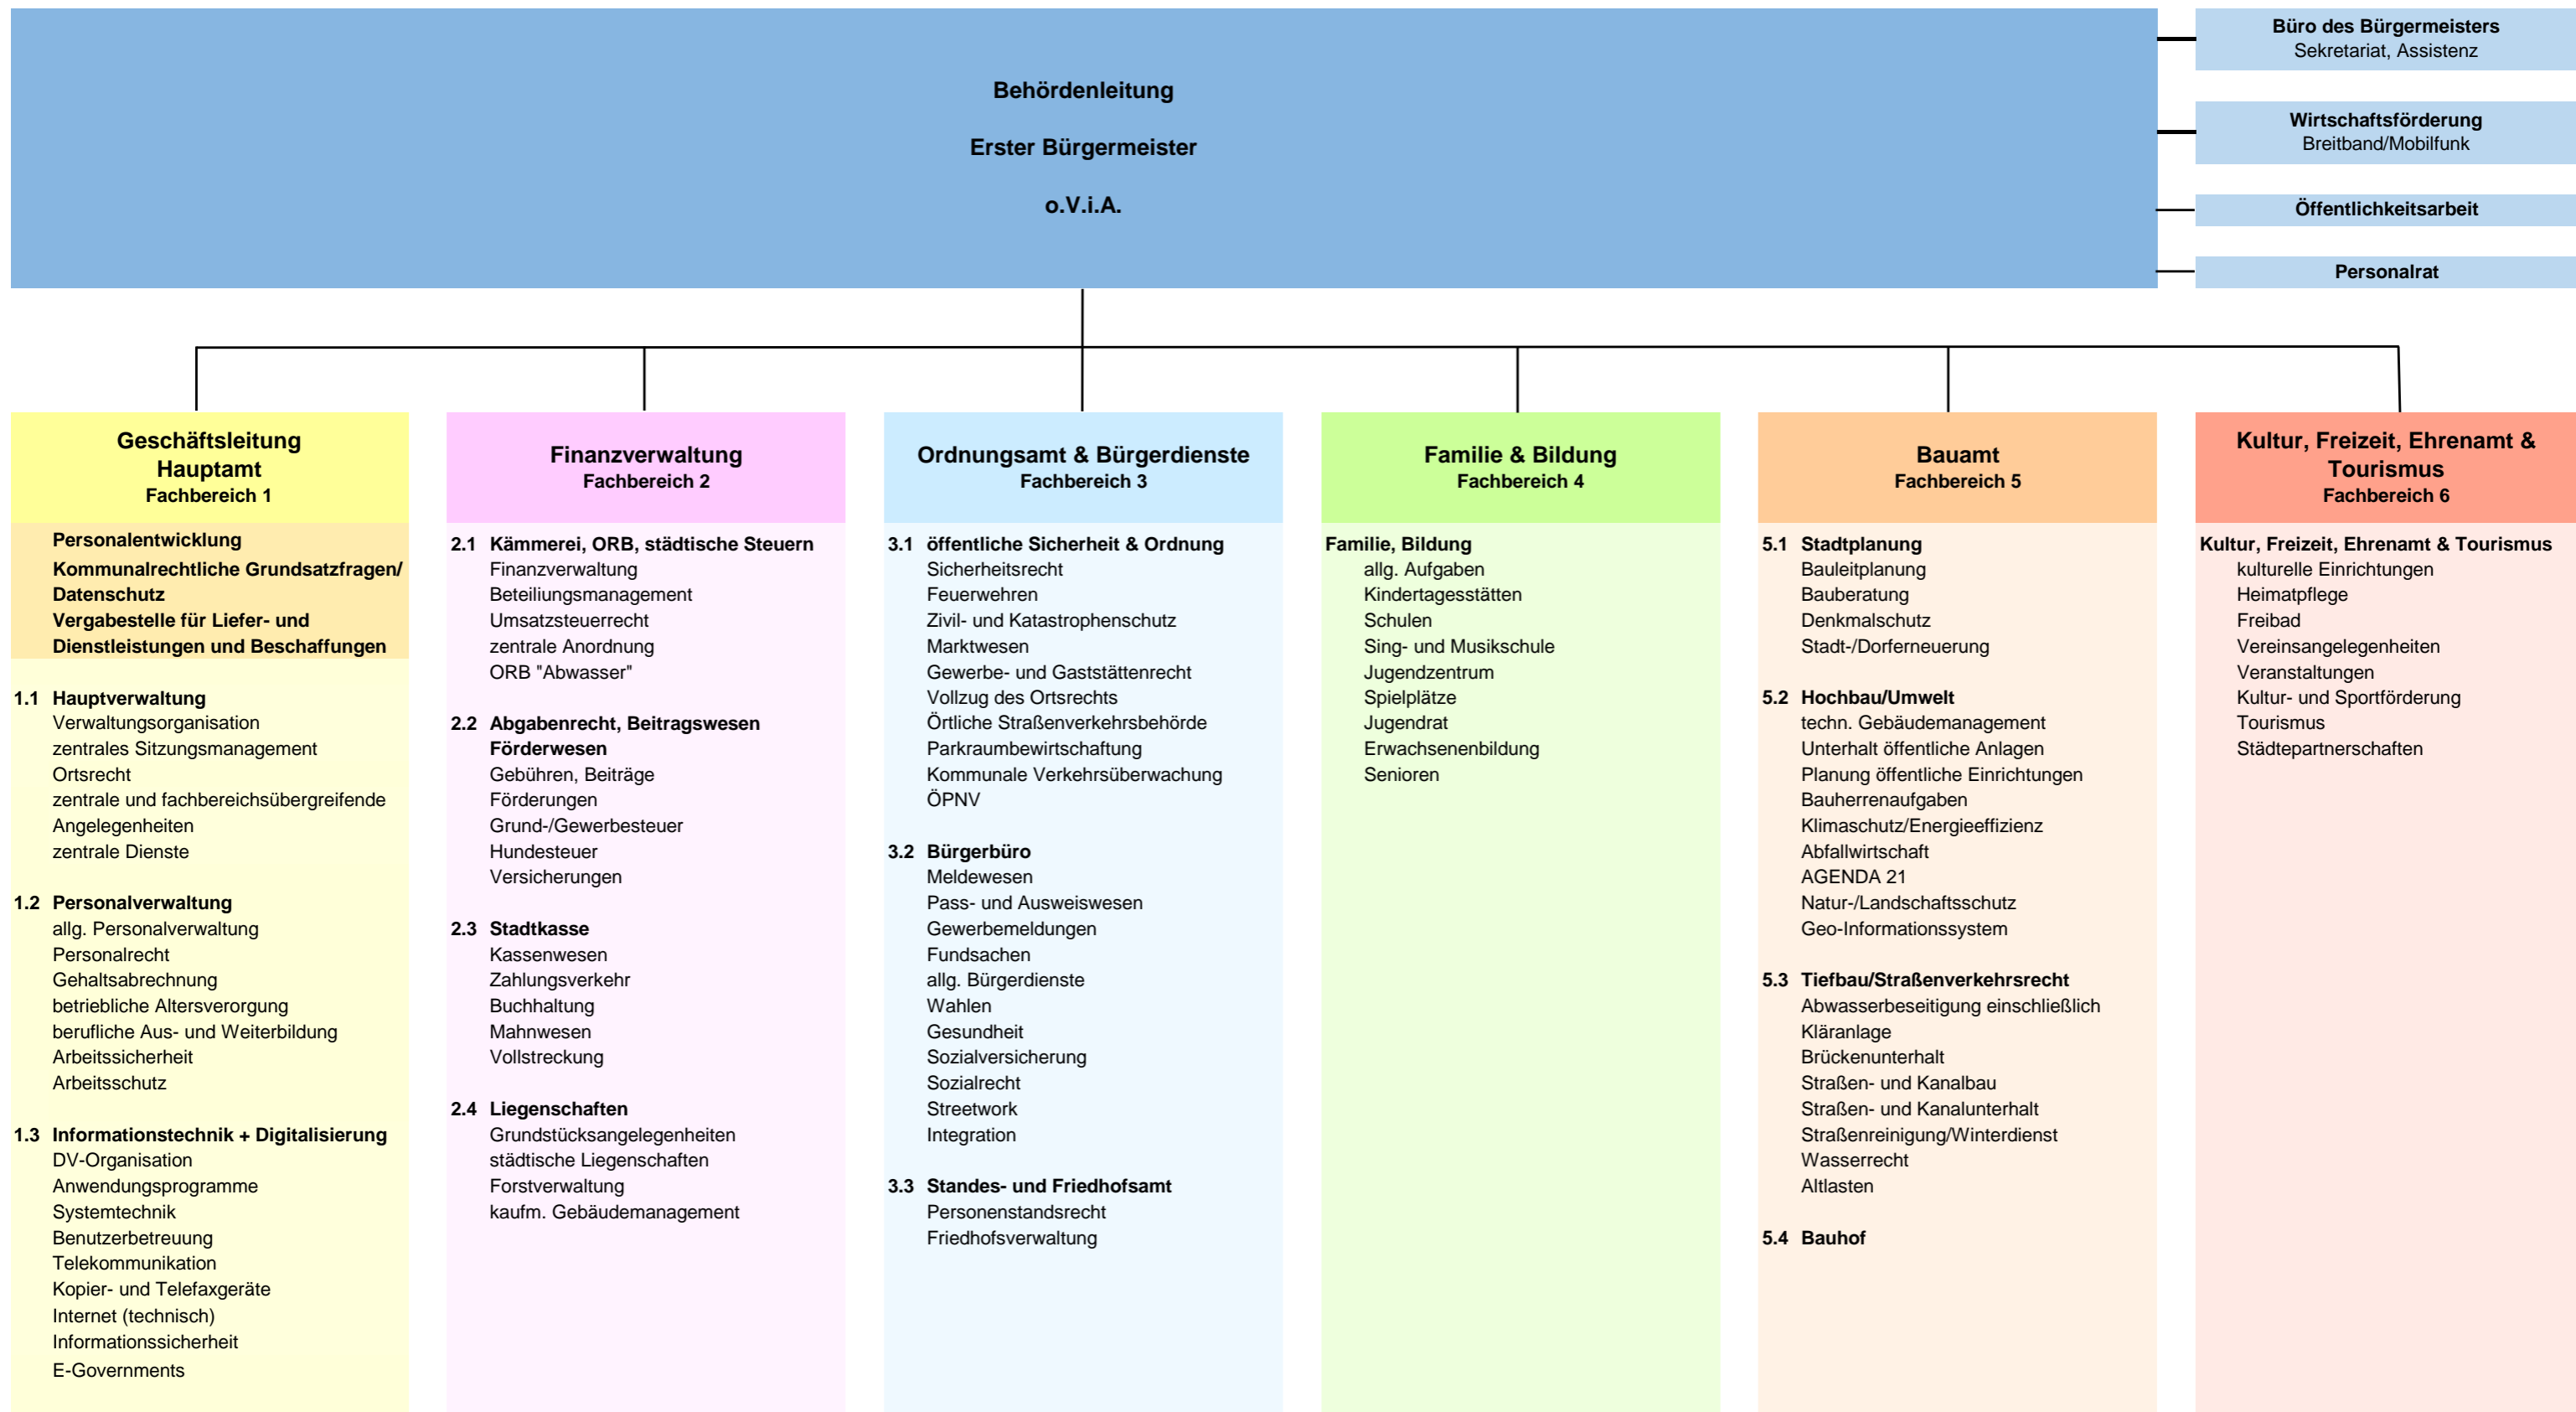 Behördenleitung
Erster Bürgermeister
o.V.i.A.
Büro des Bürgermeisters
Sekretariat, Assistenz
Wirtschaftsförderung
Breitband/Mobilfunk
Öffentlichkeitsarbeit
Personalrat
Geschäftsleitung
Hauptamt
Fachbereich 1
Personalentwicklung
Kommunalrechtliche Grundsatzfragen/
Datenschutz
Vergabestelle für Liefer- und
Dienstleistungen und Beschaffungen
1.1 Hauptverwaltung
Verwaltungsorganisation
zentrales Sitzungsmanagement
Ortsrecht
zentrale und fachbereichsübergreifende
Angelegenheiten
zentrale Dienste
1.2 Personalverwaltung
allg. Personalverwaltung
Personalrecht
Gehaltsabrechnung
betriebliche Altersverorgung
berufliche Aus- und Weiterbildung
Arbeitssicherheit
Arbeitsschutz
1.3 Informationstechnik + Digitalisierung
DV-Organisation
Anwendungsprogramme
Systemtechnik
Benutzerbetreuung
Telekommunikation
Kopier- und Telefaxgeräte
Internet (technisch)
Informationssicherheit
E-Governments
Finanzverwaltung
Fachbereich 2
2.1 Kämmerei, ORB, städtische Steuern
Finanzverwaltung
Beteiliungsmanagement
Umsatzsteuerrecht
zentrale Anordnung
ORB "Abwasser"
2.2 Abgabenrecht, Beitragswesen
Förderwesen
Gebühren, Beiträge
Förderungen
Grund-/Gewerbesteuer
Hundesteuer
Versicherungen
2.3 Stadtkasse
Kassenwesen
Zahlungsverkehr
Buchhaltung
Mahnwesen
Vollstreckung
2.4 Liegenschaften
Grundstücksangelegenheiten
städtische Liegenschaften
Forstverwaltung
kaufm. Gebäudemanagement
Ordnungsamt & Bürgerdienste
Fachbereich 3
3.1 öffentliche Sicherheit & Ordnung
Sicherheitsrecht
Feuerwehren
Zivil- und Katastrophenschutz
Marktwesen
Gewerbe- und Gaststättenrecht
Vollzug des Ortsrechts
Örtliche Straßenverkehrsbehörde
Parkraumbewirtschaftung
Kommunale Verkehrsüberwachung
ÖPNV
3.2 Bürgerbüro
Meldewesen
Pass- und Ausweiswesen
Gewerbemeldungen
Fundsachen
allg. Bürgerdienste
Wahlen
Gesundheit
Sozialversicherung
Sozialrecht
Streetwork
Integration
3.3 Standes- und Friedhofsamt
Personenstandsrecht
Friedhofsverwaltung
Familie & Bildung
Fachbereich 4
Familie, Bildung
allg. Aufgaben
Kindertagesstätten
Schulen
Sing- und Musikschule
Jugendzentrum
Spielplätze
Jugendrat
Erwachsenenbildung
Senioren
Bauamt
Fachbereich 5
5.1 Stadtplanung
Bauleitplanung
Bauberatung
Denkmalschutz
Stadt-/Dorferneuerung
5.2 Hochbau/Umwelt
techn. Gebäudemanagement
Unterhalt öffentliche Anlagen
Planung öffentliche Einrichtungen
Bauherrenaufgaben
Klimaschutz/Energieeffizienz
Abfallwirtschaft
AGENDA 21
Natur-/Landschaftsschutz
Geo-Informationssystem
5.3 Tiefbau/Straßenverkehrsrecht
Abwasserbeseitigung einschließlich
Kläranlage
Brückenunterhalt
Straßen- und Kanalbau
Straßen- und Kanalunterhalt
Straßenreinigung/Winterdienst
Wasserrecht
Altlasten
5.4 Bauhof
Kultur, Freizeit, Ehrenamt &
Tourismus
Fachbereich 6
Kultur, Freizeit, Ehrenamt & Tourismus
kulturelle Einrichtungen
Heimatpflege
Freibad
Vereinsangelegenheiten
Veranstaltungen
Kultur- und Sportförderung
Tourismus
Städtepartnerschaften